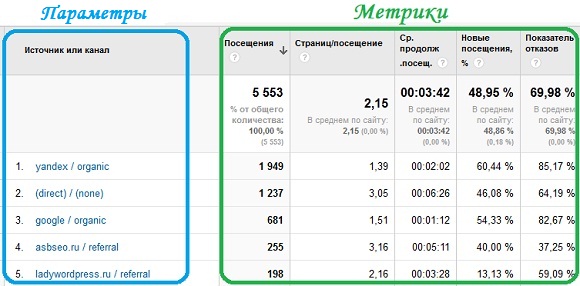 Параметры
Метрики
Источник или канал
Посещения
Страниц/посещение
Ср.
продолж
.посещ.
Новые
посещения,
%
Показатель
отказов
5 553
% от общего
количества:
100,00 %
(5 553)
2,15
В среднем по сайту:
2,15 (0,00 %)
00:03:42
В среднем
по сайту:
00:03:42
(0,00 %)
48,95 %
В среднем
по сайту:
48,86 %
(0,18 %)
69,98 %
В среднем
по сайту:
69,98 %
(0,00 %)
1. yandex / organic 1 949 1,39 00:02:02 60,44 % 85,17 %
2. (direct) / (none) 1 237 3,05 00:06:26 46,08 % 64,19 %
3. google / organic 681 1,51 00:01:12 54,33 % 82,67 %
4. asbseo.ru / referral 255 3,16 00:05:11 40,00 % 37,25 %
5. ladywordpress.ru / referral 198 2,16 00:03:28 13,13 % 59,09 %